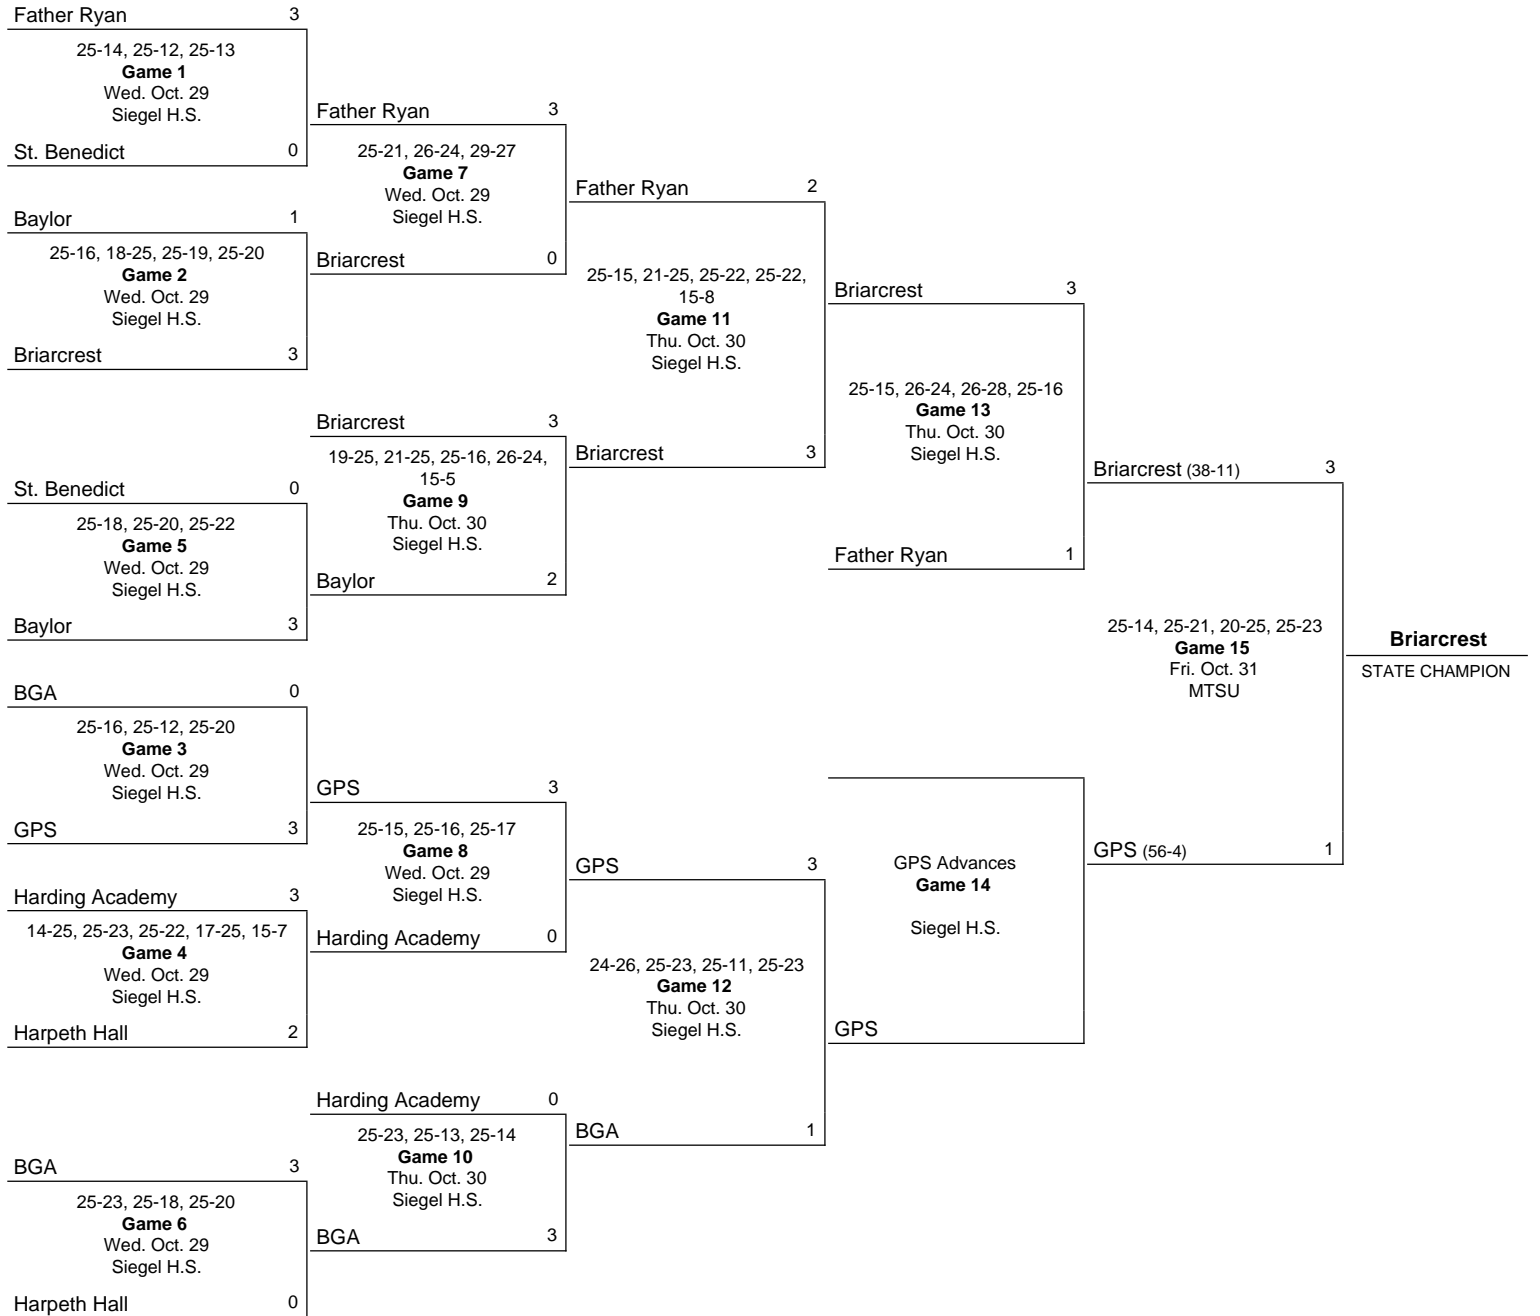 Father Ryan 3
25-14, 25-12, 25-13
Game 1
Wed. Oct. 29
Siegel H.S.
St. Benedict 0
Baylor 1
25-16, 18-25, 25-19, 25-20
Game 2
Wed. Oct. 29
Siegel H.S.
Briarcrest 3
St. Benedict 0
25-18, 25-20, 25-22
Game 5
Wed. Oct. 29
Siegel H.S.
Baylor 3
BGA 0
25-16, 25-12, 25-20
Game 3
Wed. Oct. 29
Siegel H.S.
GPS 3
Harding Academy 3
14-25, 25-23, 25-22, 17-25, 15-7
Game 4
Wed. Oct. 29
Siegel H.S.
Harpeth Hall 2
BGA 3
25-23, 25-18, 25-20
Game 6
Wed. Oct. 29
Siegel H.S.
Harpeth Hall 0
Father Ryan 3
25-21, 26-24, 29-27
Game 7
Wed. Oct. 29
Siegel H.S.
Briarcrest 0
Briarcrest 3
19-25, 21-25, 25-16, 26-24,
15-5
Game 9
Thu. Oct. 30
Siegel H.S.
Baylor 2
GPS 3
25-15, 25-16, 25-17
Game 8
Wed. Oct. 29
Siegel H.S.
Harding Academy 0
Harding Academy 0
25-23, 25-13, 25-14
Game 10
Thu. Oct. 30
Siegel H.S.
BGA 3
Father Ryan 2
25-15, 21-25, 25-22, 25-22,
15-8
Game 11
Thu. Oct. 30
Siegel H.S.
Briarcrest 3
GPS 3
24-26, 25-23, 25-11, 25-23
Game 12
Thu. Oct. 30
Siegel H.S.
BGA 1
Briarcrest 3
25-15, 26-24, 26-28, 25-16
Game 13
Thu. Oct. 30
Siegel H.S.
Father Ryan 1
GPS Advances
Game 14
Siegel H.S.
GPS
Briarcrest (38-11) 3
25-14, 25-21, 20-25, 25-23
Game 15
Fri. Oct. 31
MTSU
GPS (56-4) 1
Briarcrest
STATE CHAMPION